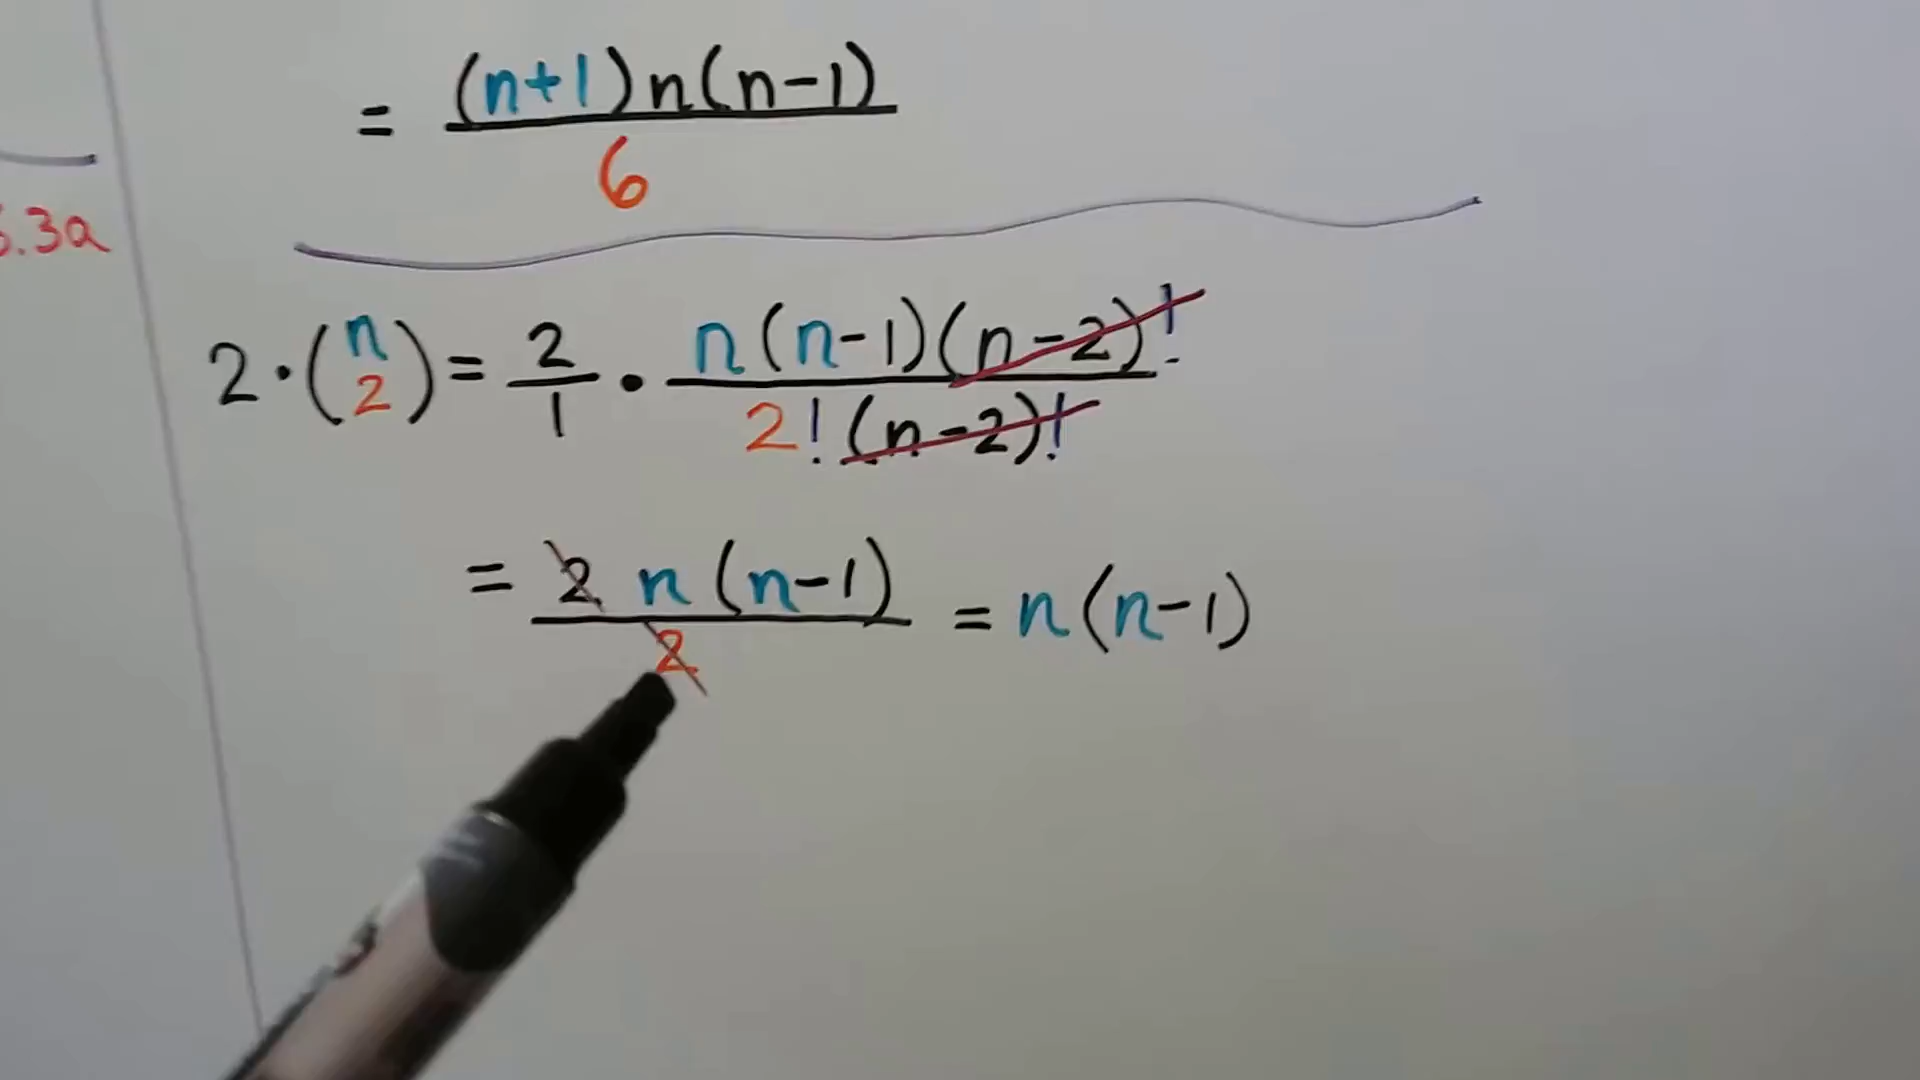 = (n+1)n(n-1) / 6
.3a
2·(n 2) = 2/1 · n(n-1)(n-2)! / 2!(n-2)!
= 2 n(n-1) / 2 = n(n-1)